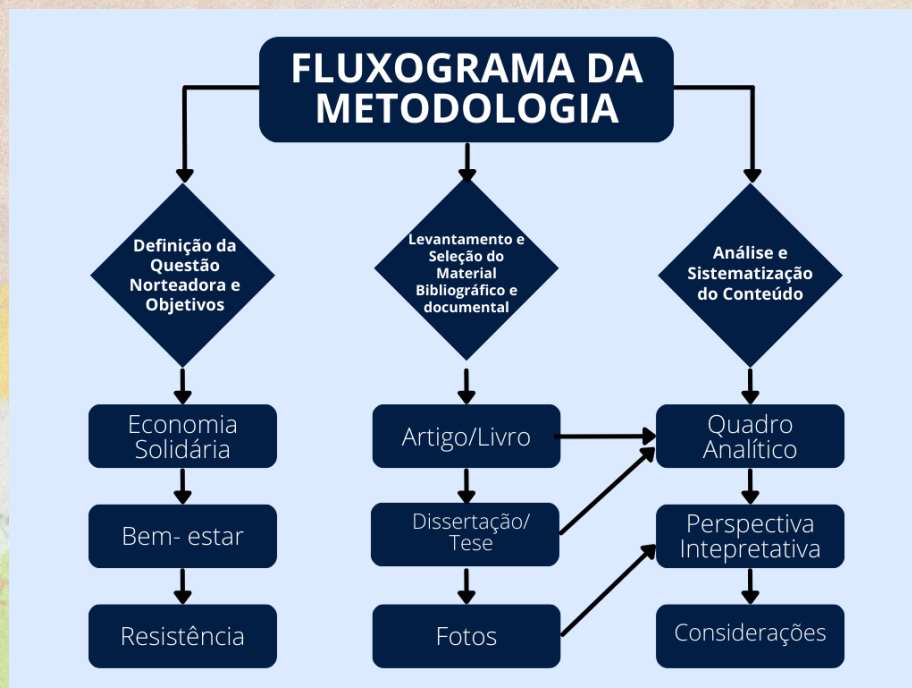 FLUXOGRAMA DA
METODOLOGIA
Definição da
Questão
Norteadora e
Objetivos
Levantamento e
Seleção do
Material
Bibliográfico e
documental
Análise e
Sistematização
do Conteúdo
Economia
Solidária
Artigo/Livro
Quadro
Analítico
Bem- estar
Dissertação/
Tese
Perspectiva
Intepretativa
Resistência
Fotos
Considerações